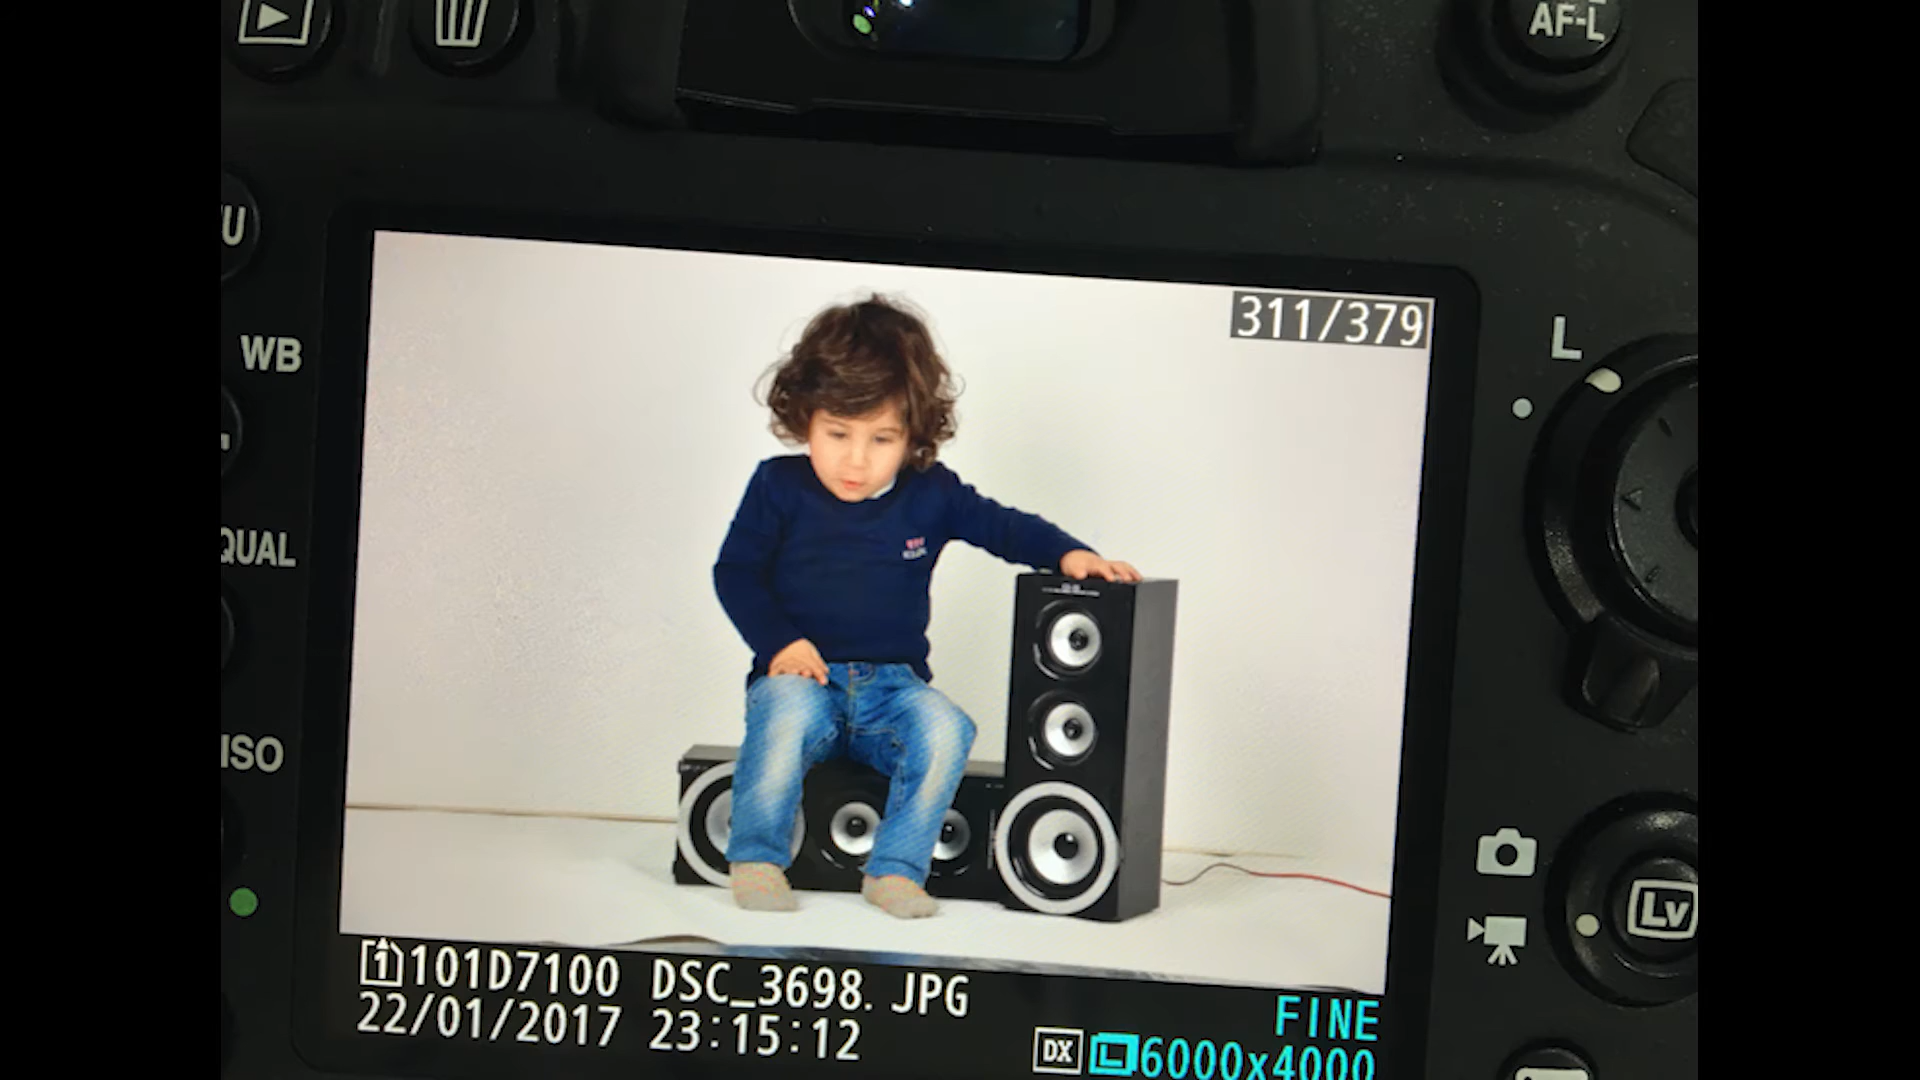 AF-L
U
311/379
L
WB
QUAL
ISO
Lv
101D7100 DSC_3698.JPG
22/01/2017 23:15:12
FINE
DX L 6000x4000